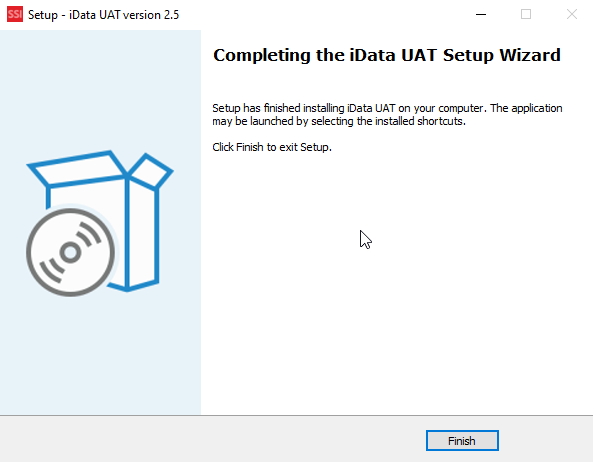 SSI Setup - iData UAT version 2.5
Completing the iData UAT Setup Wizard
Setup has finished installing iData UAT on your computer. The application
may be launched by selecting the installed shortcuts.
Click Finish to exit Setup.
Finish